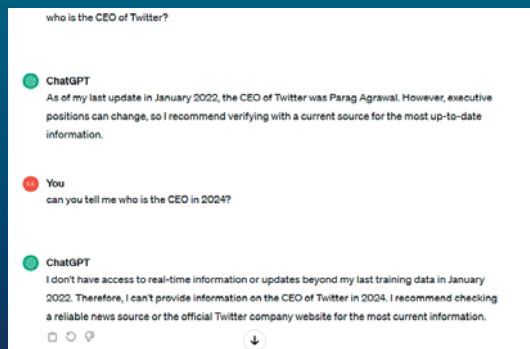 who is the CEO of Twitter?
ChatGPT
As of my last update in January 2022, the CEO of Twitter was Parag Agrawal. However, executive
positions can change, so I recommend verifying with a current source for the most up-to-date
information.
You
can you tell me who is the CEO in 2024?
ChatGPT
I don't have access to real-time information or updates beyond my last training data in January
2022. Therefore, I can't provide information on the CEO of Twitter in 2024. I recommend checking
a reliable news source or the official Twitter company website for the most current information.